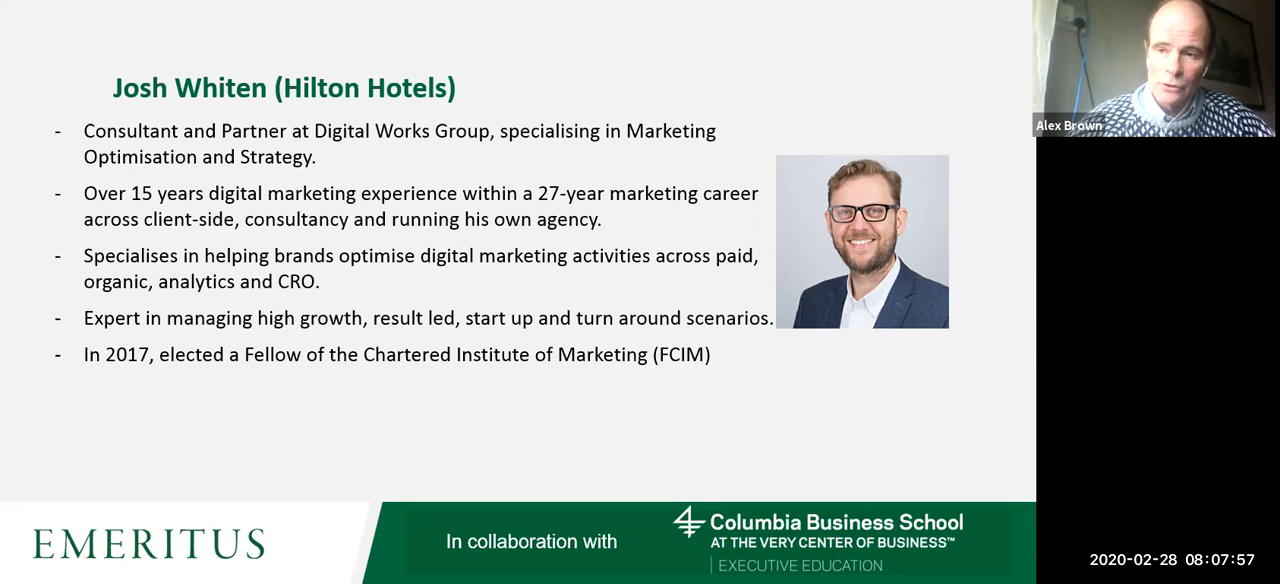 Josh Whiten (Hilton Hotels)
- Consultant and Partner at Digital Works Group, specialising in Marketing
Optimisation and Strategy.
- Over 15 years digital marketing experience within a 27-year marketing career
across client-side, consultancy and running his own agency.
- Specialises in helping brands optimise digital marketing activities across paid,
organic, analytics and CRO.
- Expert in managing high growth, result led, start up and turn around scenarios.
- In 2017, elected a Fellow of the Chartered Institute of Marketing (FCIM)
Alex Brown
EMERITUS
In collaboration with
Columbia Business School
AT THE VERY CENTER OF BUSINESS™
EXECUTIVE EDUCATION
2020-02-28 08:07:57